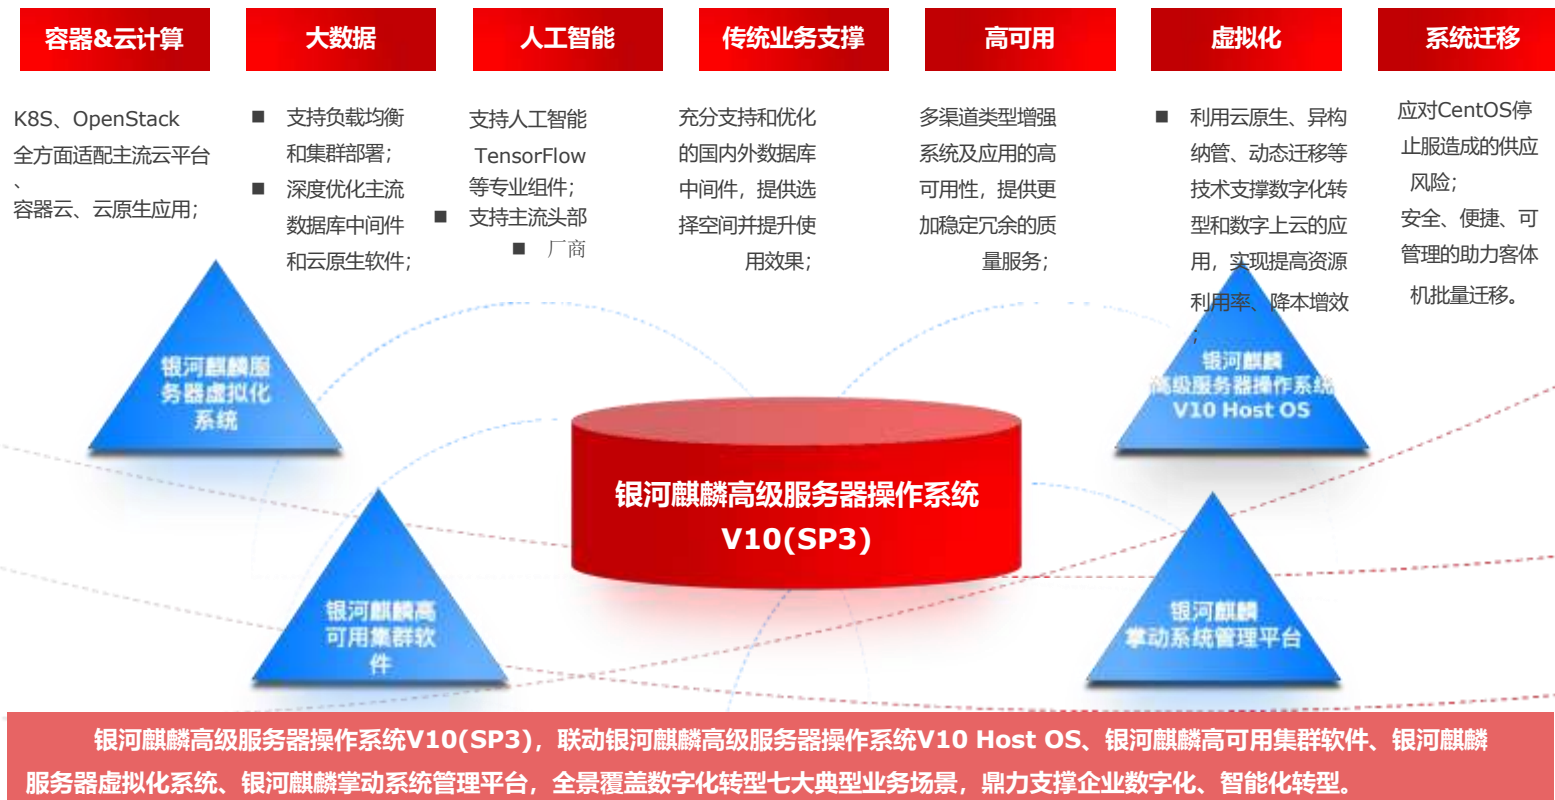 容器&云计算
K8S、OpenStack
全方面适配主流云平台
、
容器云、云原生应用；
大数据
■ 支持负载均衡
和集群部署；
■ 深度优化主流
数据库中间件
和云原生软件；
人工智能
支持人工智能
TensorFlow
等专业组件；
■ 支持主流头部
■ 厂商
传统业务支撑
充分支持和优化
的国内外数据库
中间件，提供选
择空间并提升使
用效果；
高可用
多渠道类型增强
系统及应用的高
可用性，提供更
加稳定冗余的质
量服务；
虚拟化
■ 利用云原生、异构
纳管、动态迁移等
技术支撑数字化转
型和数字上云的应
用，实现提高资源
利用率、降本增效
；
系统迁移
应对CentOS停
止服造成的供应
风险；
安全、便捷、可
管理的助力客体
机批量迁移。
银河麒麟服
务器虚拟化
系统
银河麒麟
高级服务器操作系统
V10 Host OS
银河麒麟高级服务器操作系统
V10(SP3)
银河麒麟高
可用集群软
件
银河麒麟
掌动系统管理平台
银河麒麟高级服务器操作系统V10(SP3)，联动银河麒麟高级服务器操作系统V10 Host OS、银河麒麟高可用集群软件、银河麒麟
服务器虚拟化系统、银河麒麟掌动系统管理平台，全景覆盖数字化转型七大典型业务场景，鼎力支撑企业数字化、智能化转型。